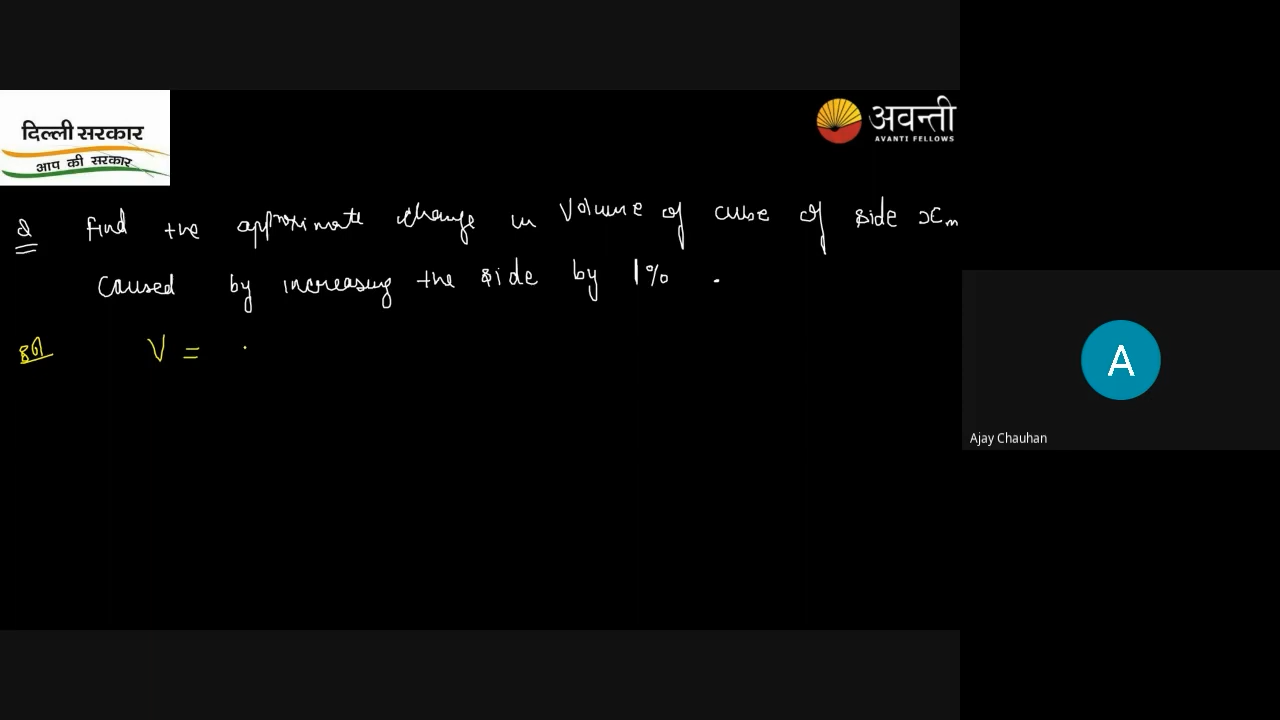 दिल्ली सरकार
आप की सरकार
अवन्ती
AVANTI FELLOWS
Q Find the approximate change in Volume of cube of side xm
caused by increasing the side by 1% .
Sol V =
A
Ajay Chauhan